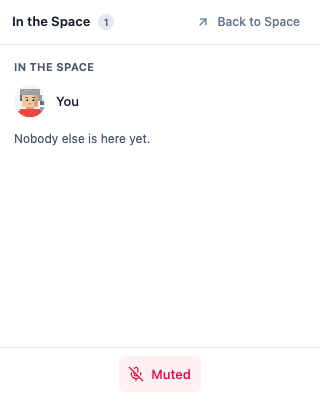 In the Space 1
Back to Space
IN THE SPACE
You
Nobody else is here yet.
Muted